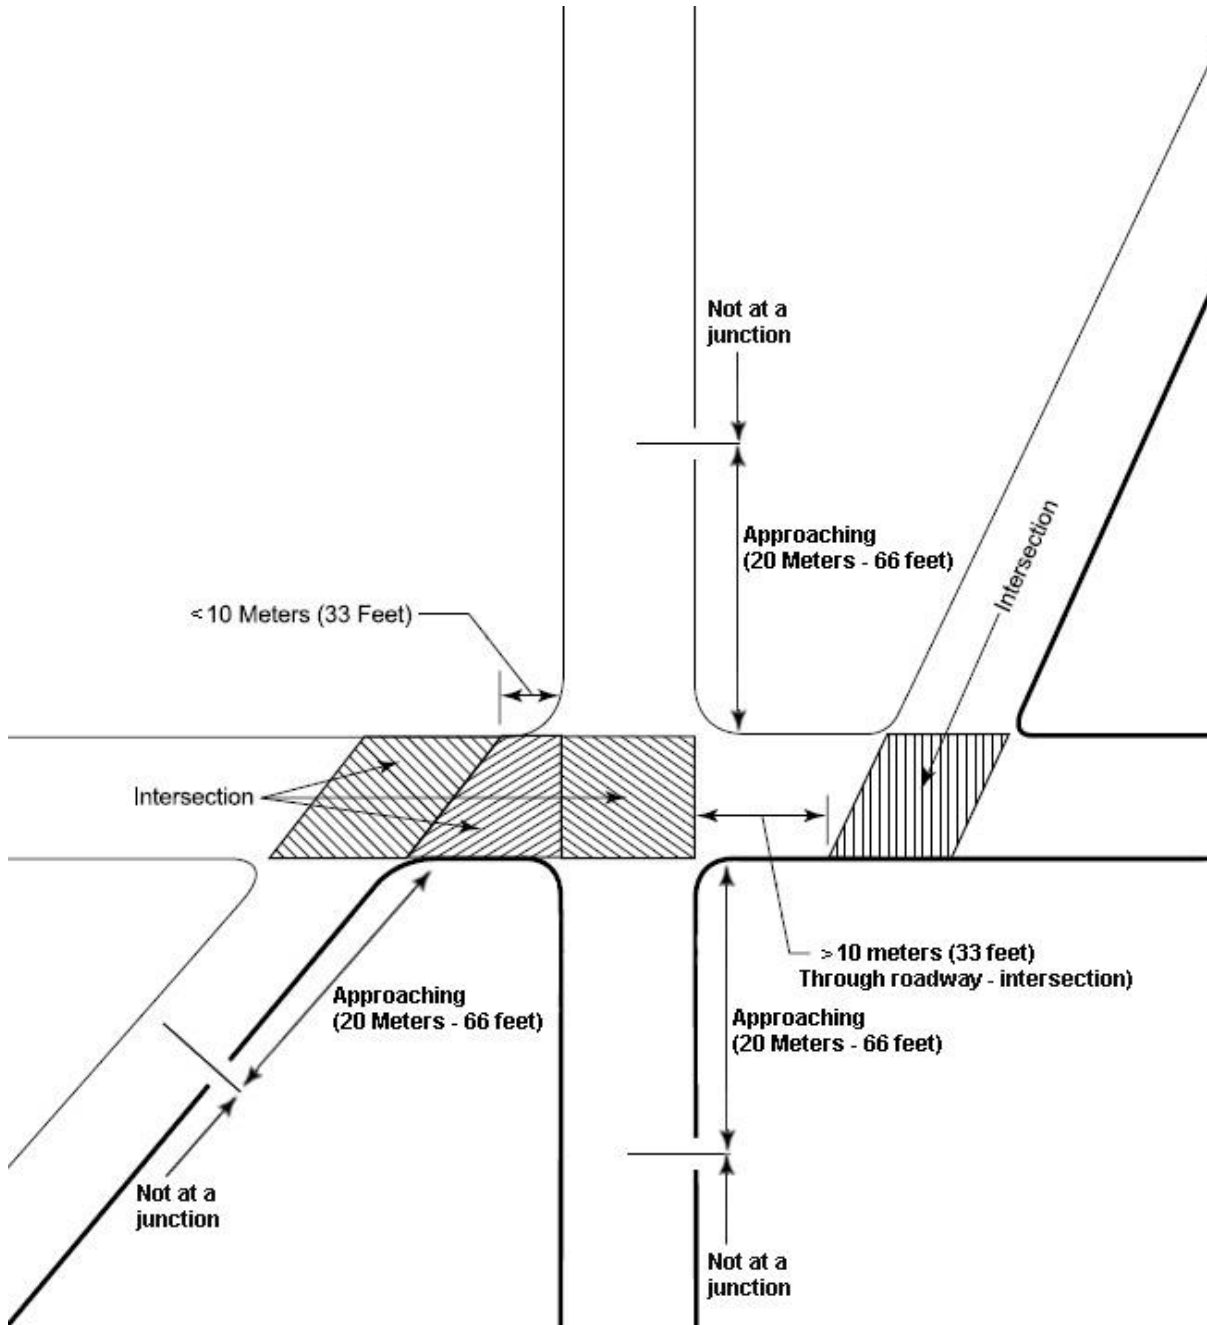 Not at a
junction
Approaching
(20 Meters - 66 feet)
Intersection
<10 Meters (33 Feet)
Intersection
>10 meters (33 feet)
Through roadway - intersection)
Approaching
(20 Meters - 66 feet)
Approaching
(20 Meters - 66 feet)
Not at a
junction
Not at a
junction